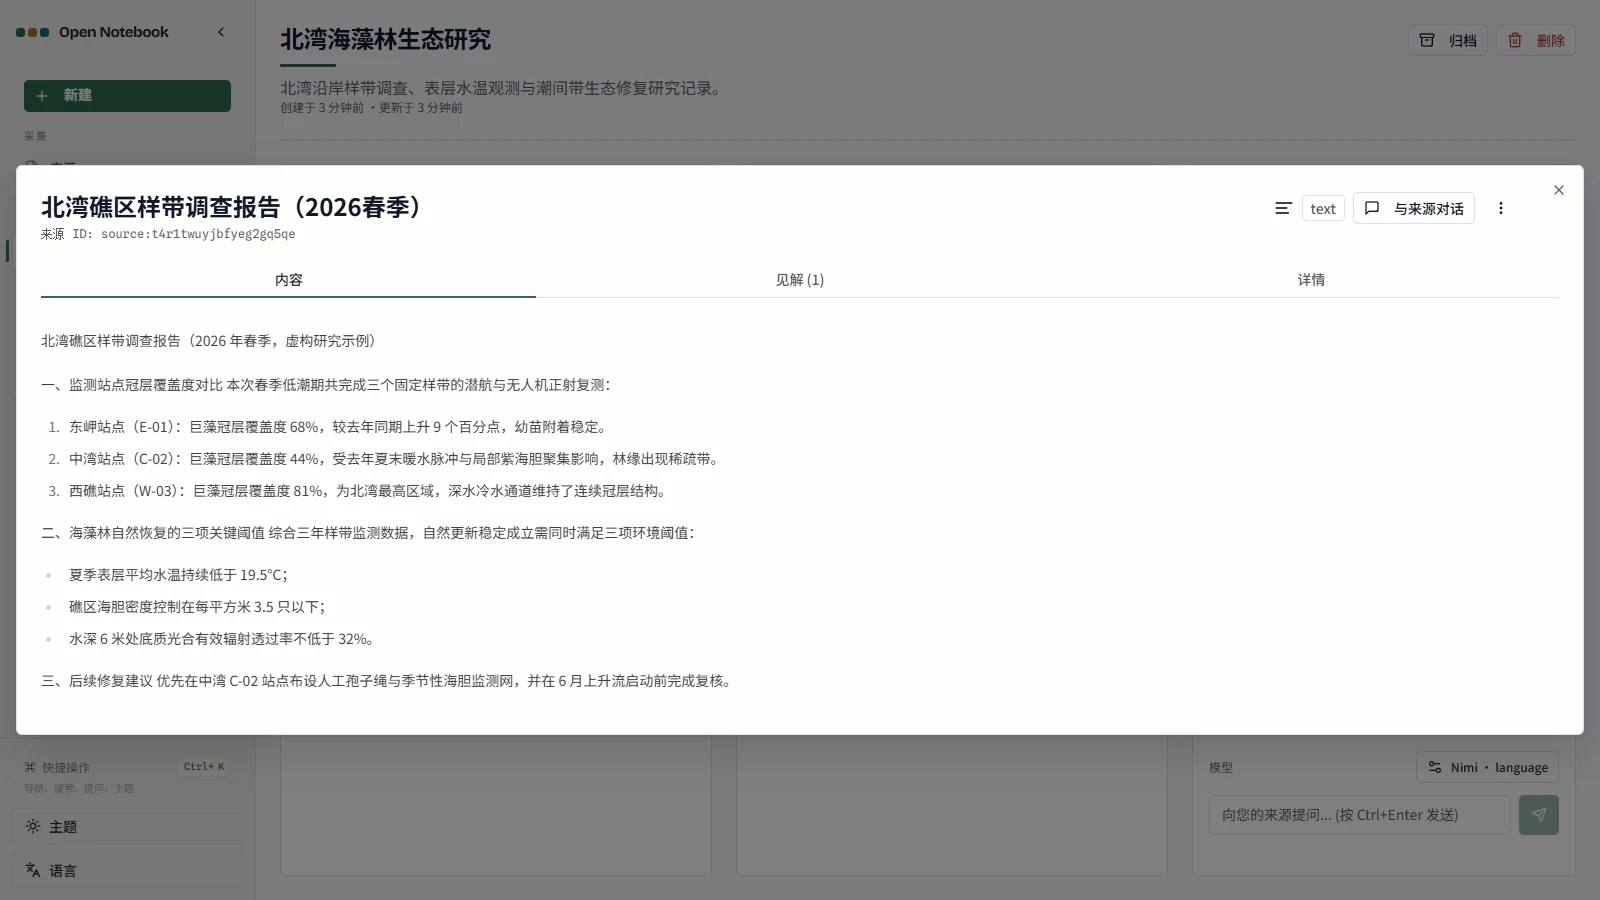 Open Notebook
新建
采集
北湾海藻林生态研究
北湾沿岸样带调查、表层水温观测与潮间带生态修复研究记录。
创建于 3 分钟前 • 更新于 3 分钟前
归档
删除
北湾礁区样带调查报告（2026春季）
来源 ID: source:t4r1twuyjbfyeg2gq5qe
text
与来源对话
内容
见解 (1)
详情
北湾礁区样带调查报告（2026 年春季，虚构研究示例）
一、监测站点冠层覆盖度对比 本次春季低潮期共完成三个固定样带的潜航与无人机正射复测：
1. 东岬站点（E-01）：巨藻冠层覆盖度 68%，较去年同期上升 9 个百分点，幼苗附着稳定。
2. 中湾站点（C-02）：巨藻冠层覆盖度 44%，受去年夏末暖水脉冲与局部紫海胆聚集影响，林缘出现稀疏带。
3. 西礁站点（W-03）：巨藻冠层覆盖度 81%，为北湾最高区域，深水冷水通道维持了连续冠层结构。
二、海藻林自然恢复的三项关键阈值 综合三年样带监测数据，自然更新稳定成立需同时满足三项环境阈值：
夏季表层平均水温持续低于 19.5°C；
礁区海胆密度控制在每平方米 3.5 只以下；
水深 6 米处底质光合有效辐射透过率不低于 32%。
三、后续修复建议 优先在中湾 C-02 站点布设人工孢子绳与季节性海胆监测网，并在 6 月上升流启动前完成复核。
⌘ 快捷操作
Ctrl+ K
导航、搜索、提问、主题
主题
语言
模型
Nimi • language
向您的来源提问... (按 Ctrl+Enter 发送)